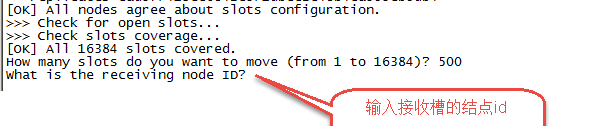 [OK] All nodes agree about slots configuration.
>>> Check for open slots...
>>> Check slots coverage...
[OK] All 16384 slots covered.
How many slots do you want to move (from 1 to 16384)? 500
What is the receiving node ID?
输入接收槽的结点id